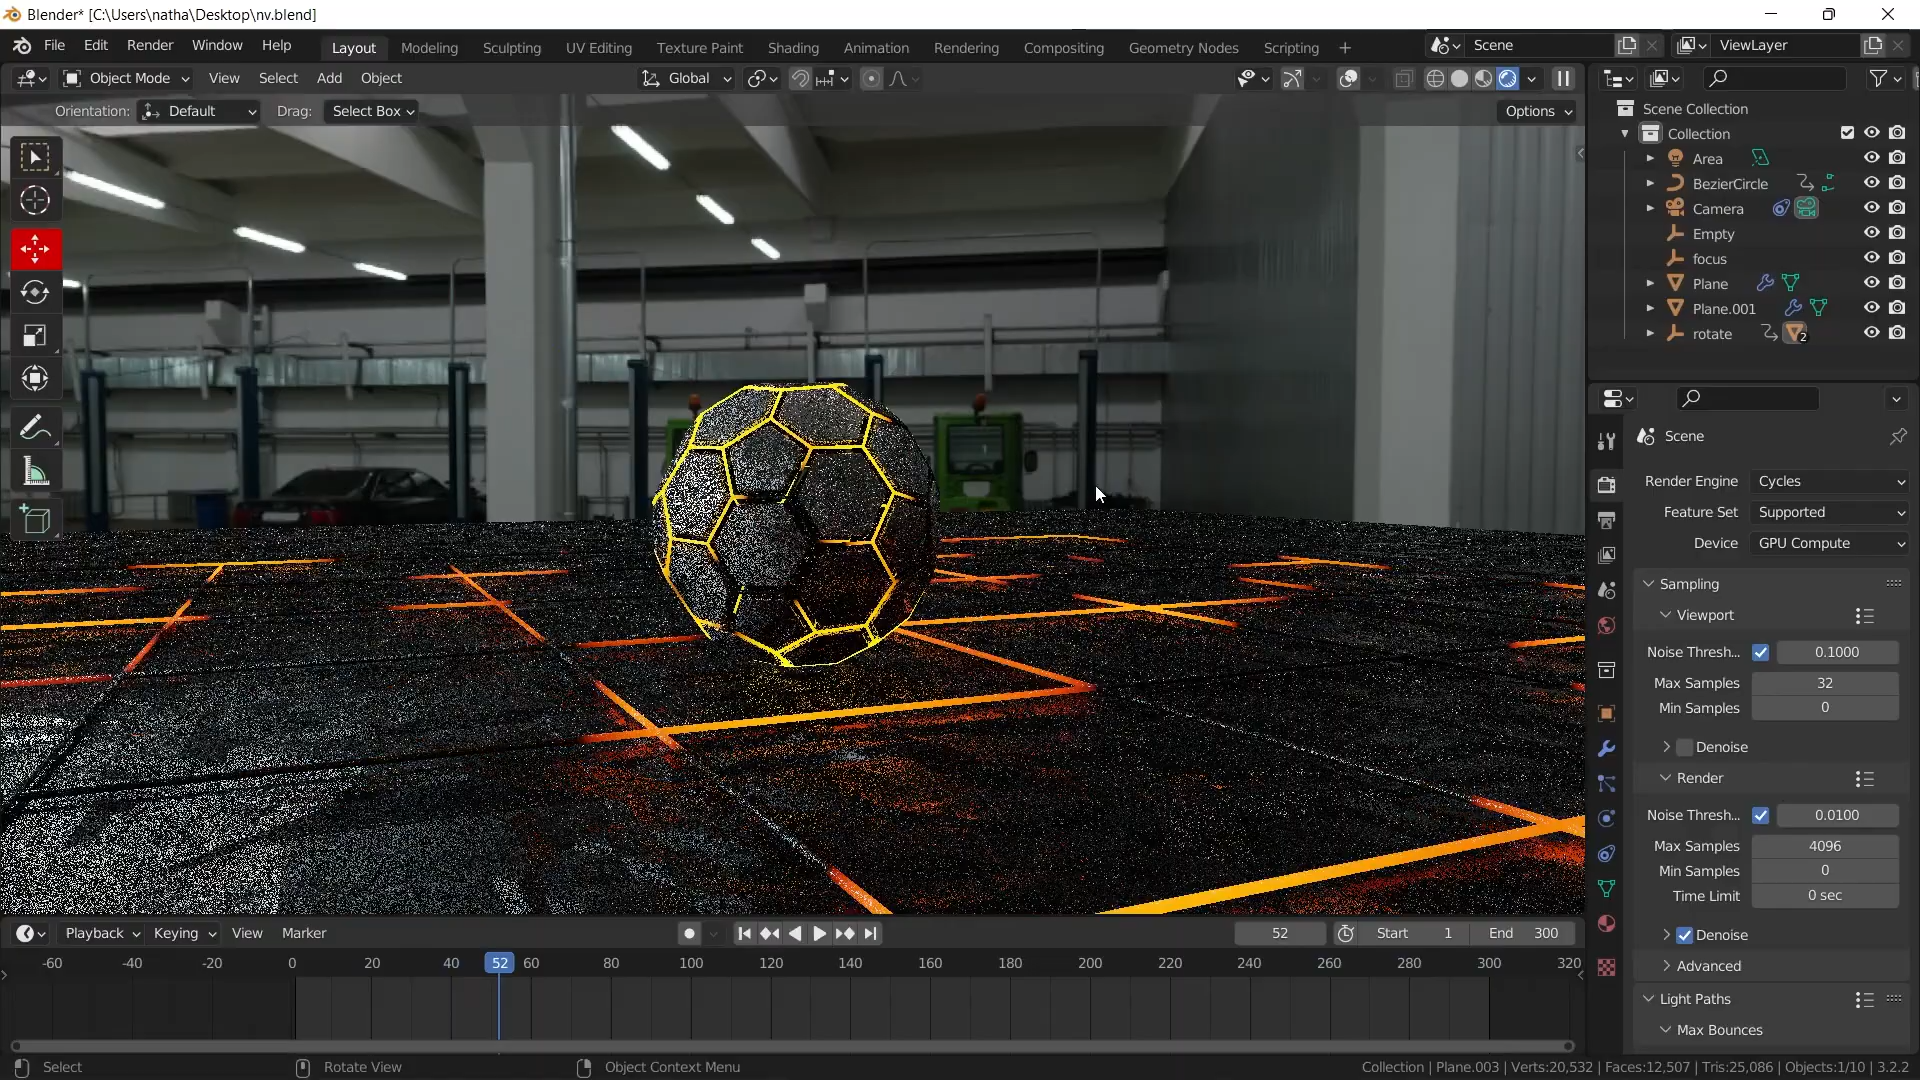 Blender* [C:\Users\natha\Desktop\nv.blend]
File Edit Render Window Help Layout Modeling Sculpting UV Editing Texture Paint Shading Animation Rendering Compositing Geometry Nodes Scripting + Scene ViewLayer
Object Mode View Select Add Object Global
Orientation: Default Drag: Select Box Options
Scene Collection
Collection
Area
BezierCircle
Camera
Empty
focus
Plane
Plane.001
rotate 2
Scene
Render Engine Cycles
Feature Set Supported
Device GPU Compute
Sampling
Viewport
Noise Thresh... 0.1000
Max Samples 32
Min Samples 0
Denoise
Render
Noise Thresh... 0.0100
Max Samples 4096
Min Samples 0
Time Limit 0 sec
Denoise
Advanced
Light Paths
Max Bounces
Playback Keying View Marker 52 Start 1 End 300
-60 -40 -20 0 20 40 52 60 80 100 120 140 160 180 200 220 240 260 280 300 320
Select Rotate View Object Context Menu Collection | Plane.003 | Verts:20,532 | Faces:12,507 | Tris:25,086 | Objects:1/10 | 3.2.2